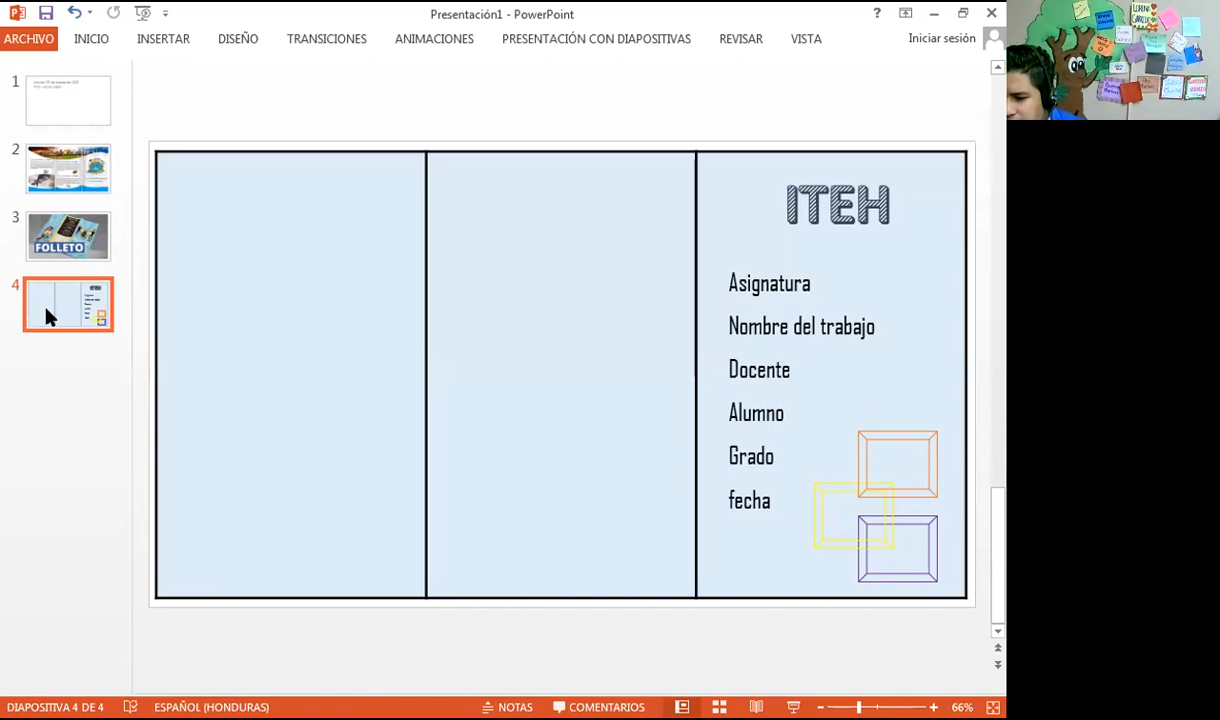 Presentación1 - PowerPoint
?
ARCHIVO
INICIO
INSERTAR
DISEÑO
TRANSICIONES
ANIMACIONES
PRESENTACIÓN CON DIAPOSITIVAS
REVISAR
VISTA
Iniciar sesión
1
2
3
FOLLETO
4
ITEH
Asignatura
Nombre del trabajo
Docente
Alumno
Grado
fecha
DIAPOSITIVA 4 DE 4
ESPAÑOL (HONDURAS)
NOTAS
COMENTARIOS
66%